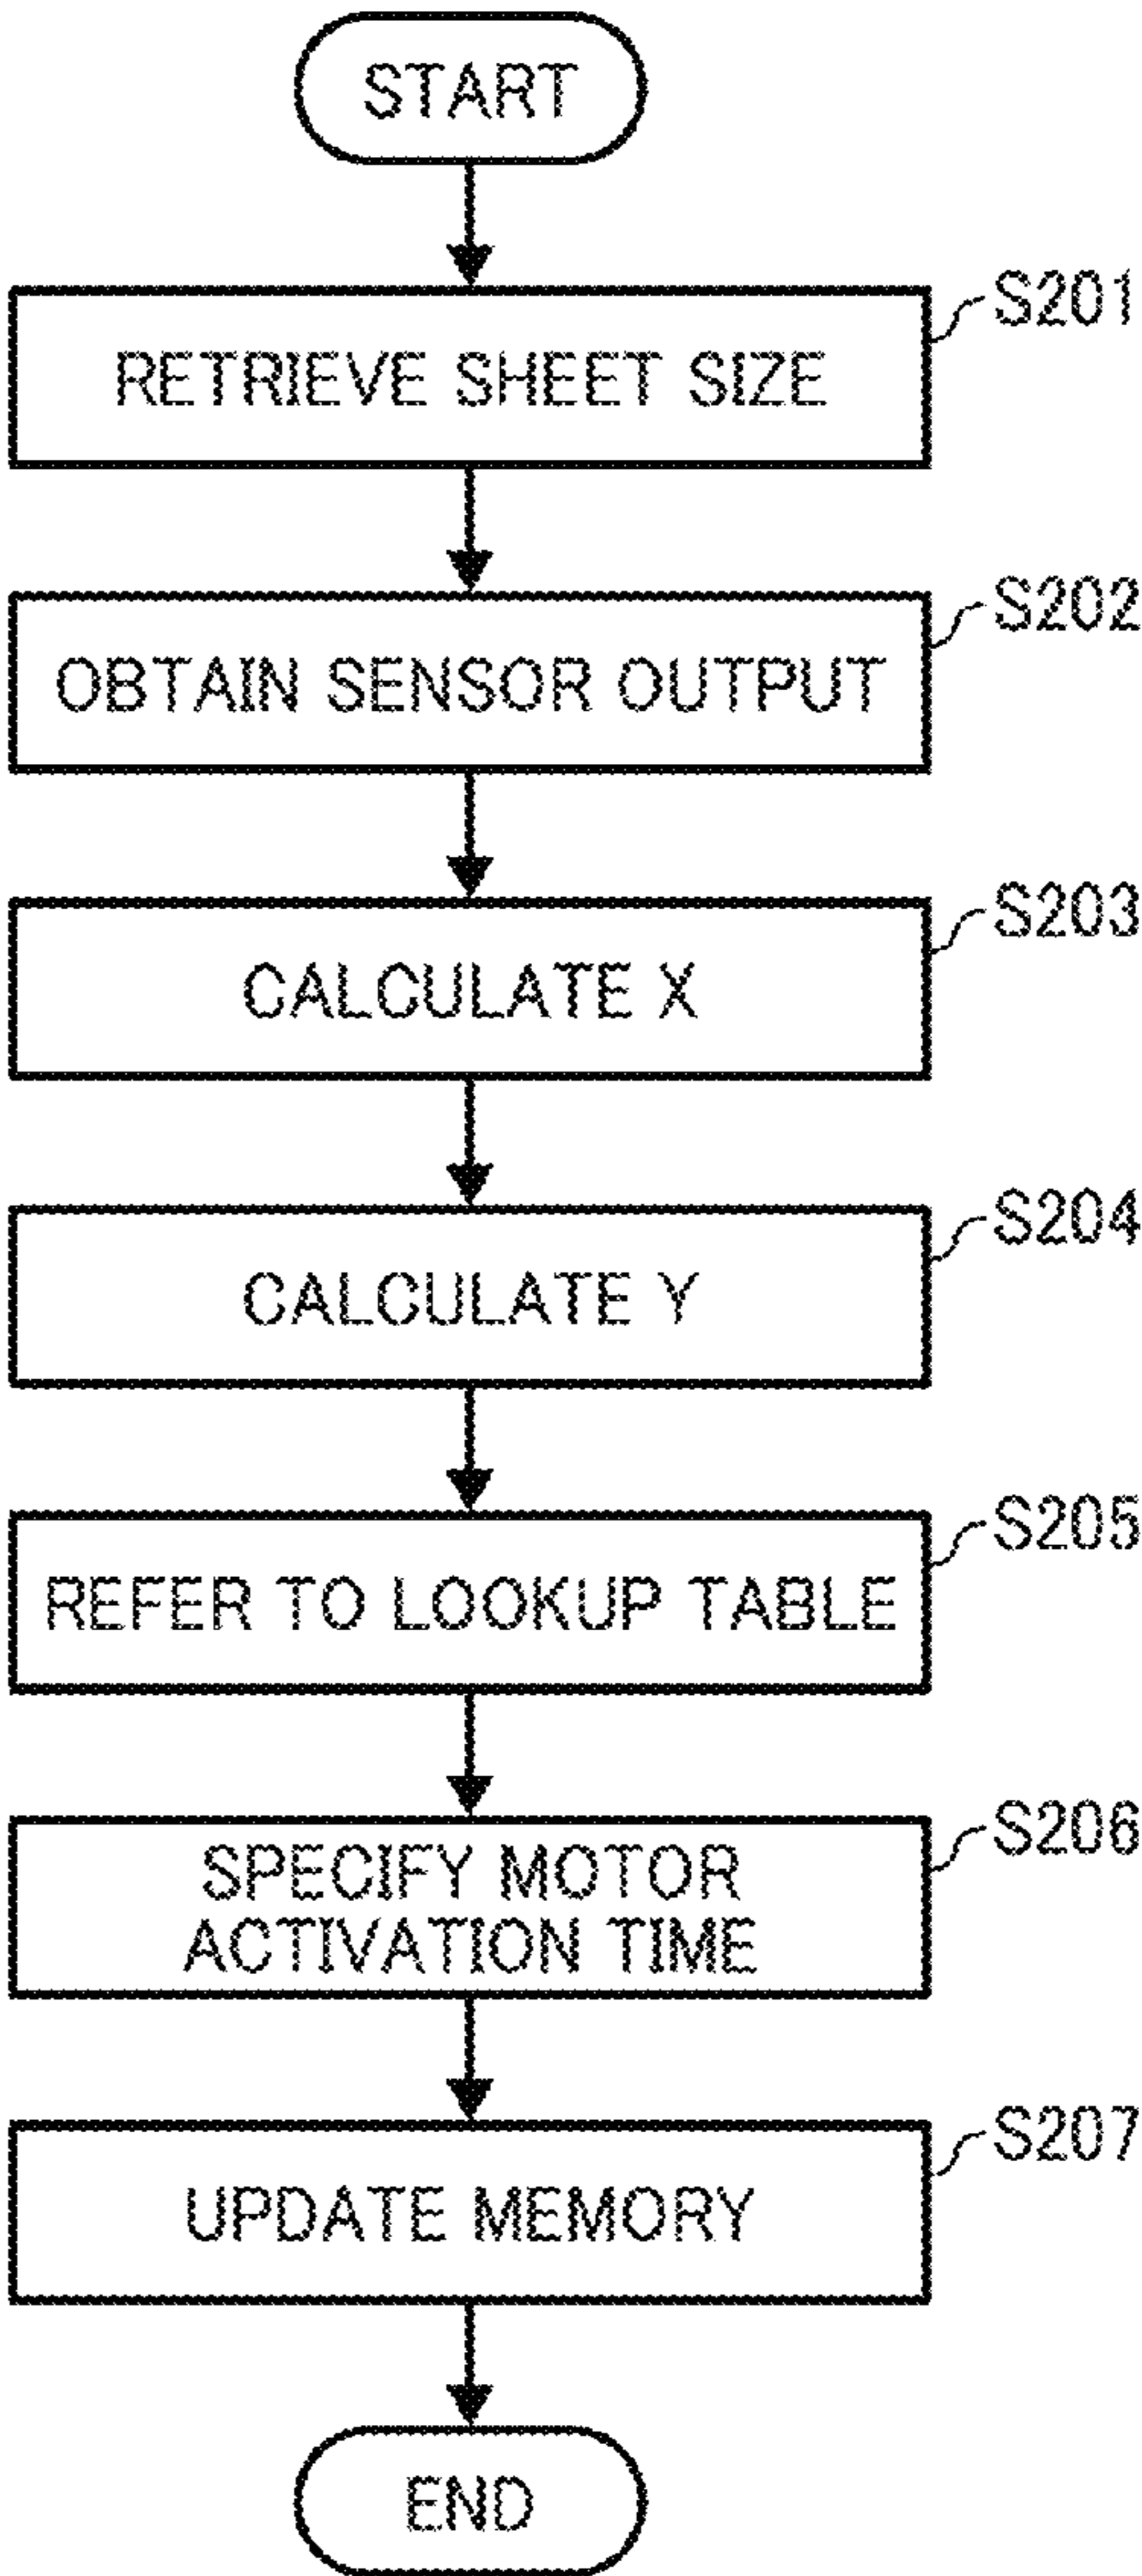 START
S201
RETRIEVE SHEET SIZE
S202
OBTAIN SENSOR OUTPUT
S203
CALCULATE X
S204
CALCULATE Y
S205
REFER TO LOOKUP TABLE
S206
SPECIFY MOTOR
ACTIVATION TIME
S207
UPDATE MEMORY
END